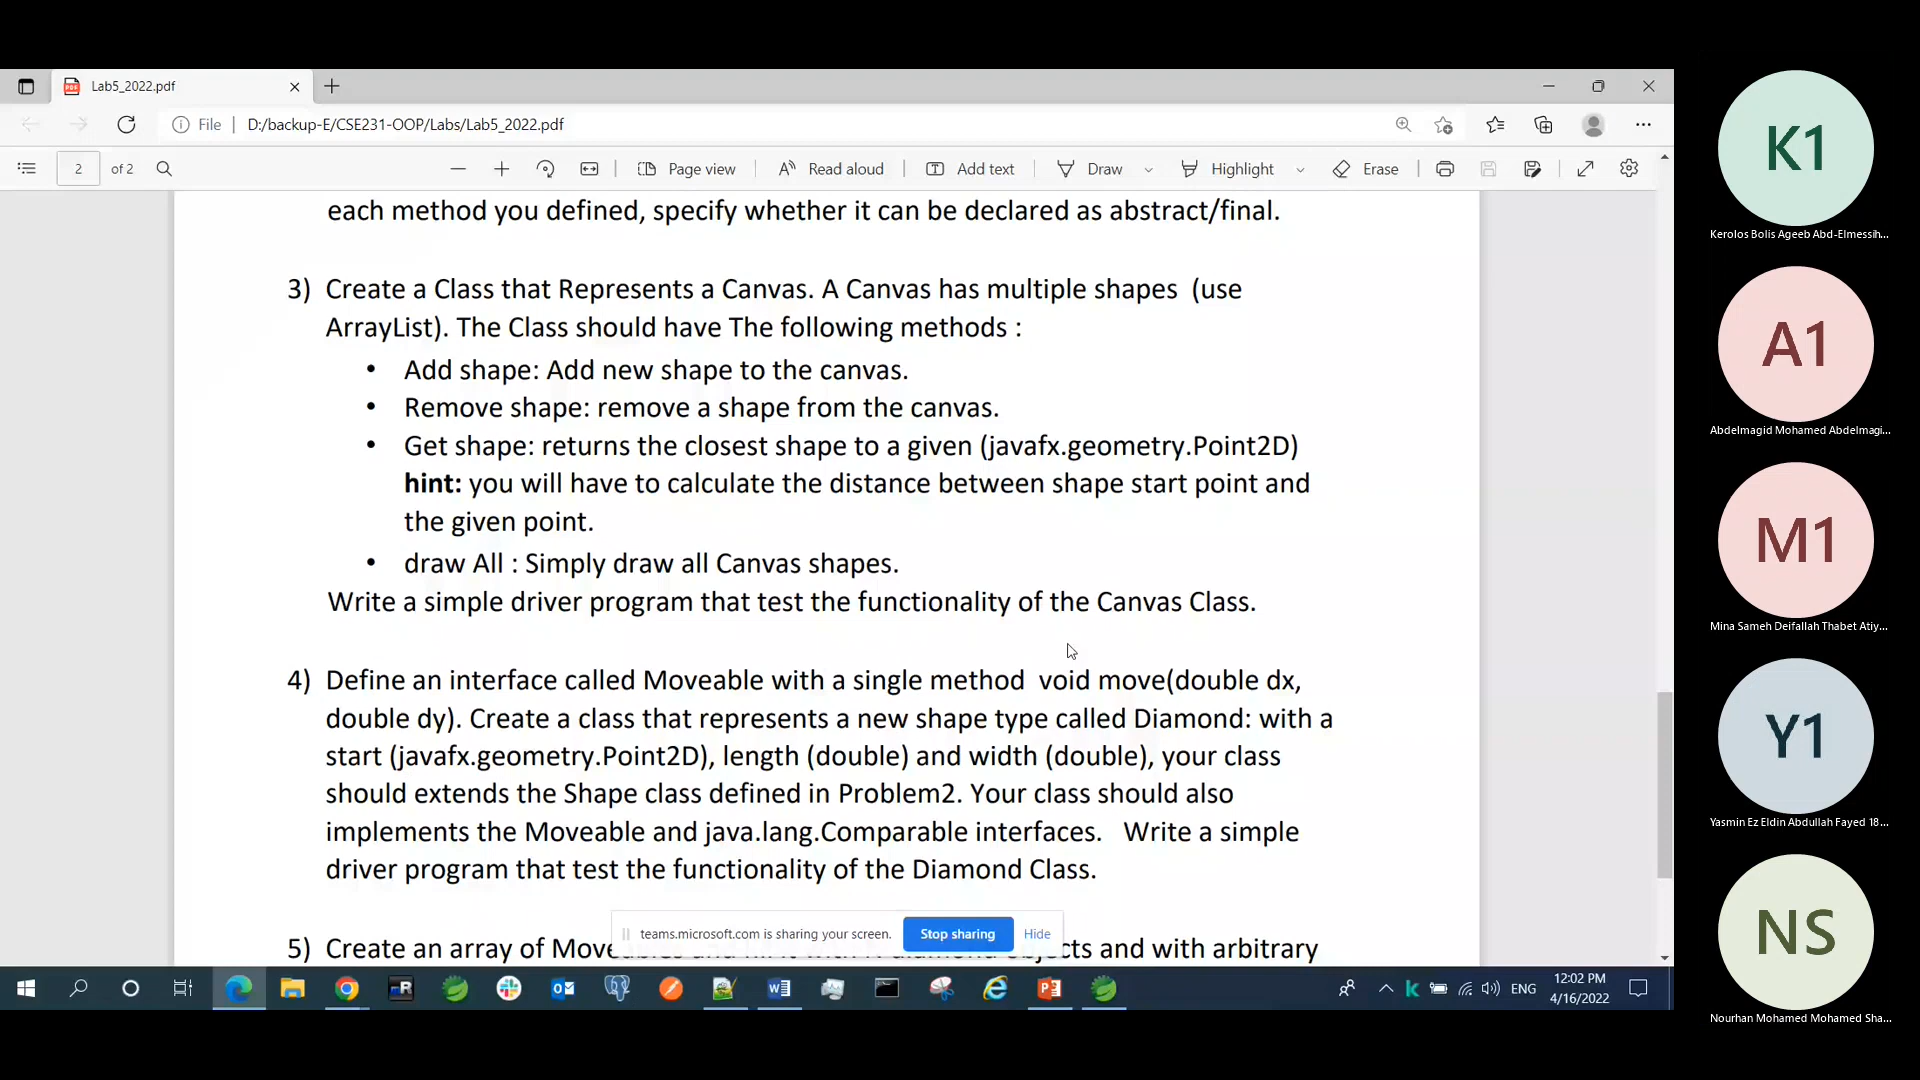 Lab5_2022.pdf
File
D:/backup-E/CSE231-OOP/Labs/Lab5_2022.pdf
2 of 2
Page view
Read aloud
Add text
Draw
Highlight
Erase
each method you defined, specify whether it can be declared as abstract/final.
3) Create a Class that Represents a Canvas. A Canvas has multiple shapes (use
ArrayList). The Class should have The following methods :
• Add shape: Add new shape to the canvas.
• Remove shape: remove a shape from the canvas.
• Get shape: returns the closest shape to a given (javafx.geometry.Point2D)
hint: you will have to calculate the distance between shape start point and
the given point.
• draw All : Simply draw all Canvas shapes.
Write a simple driver program that test the functionality of the Canvas Class.
4) Define an interface called Moveable with a single method void move(double dx,
double dy). Create a class that represents a new shape type called Diamond: with a
start (javafx.geometry.Point2D), length (double) and width (double), your class
should extends the Shape class defined in Problem2. Your class should also
implements the Moveable and java.lang.Comparable interfaces. Write a simple
driver program that test the functionality of the Diamond Class.
5) Create an array of and with arbitrary
teams.microsoft.com is sharing your screen.
Stop sharing
Hide
ENG
12:02 PM
4/16/2022
K1
Kerolos Bolis Ageeb Abd-Elmessih...
A1
Abdelmagid Mohamed Abdelmagi...
M1
Mina Sameh Deifallah Thabet Atiy...
Y1
Yasmin Ez Eldin Abdullah Fayed 18...
NS
Nourhan Mohamed Mohamed Sha...